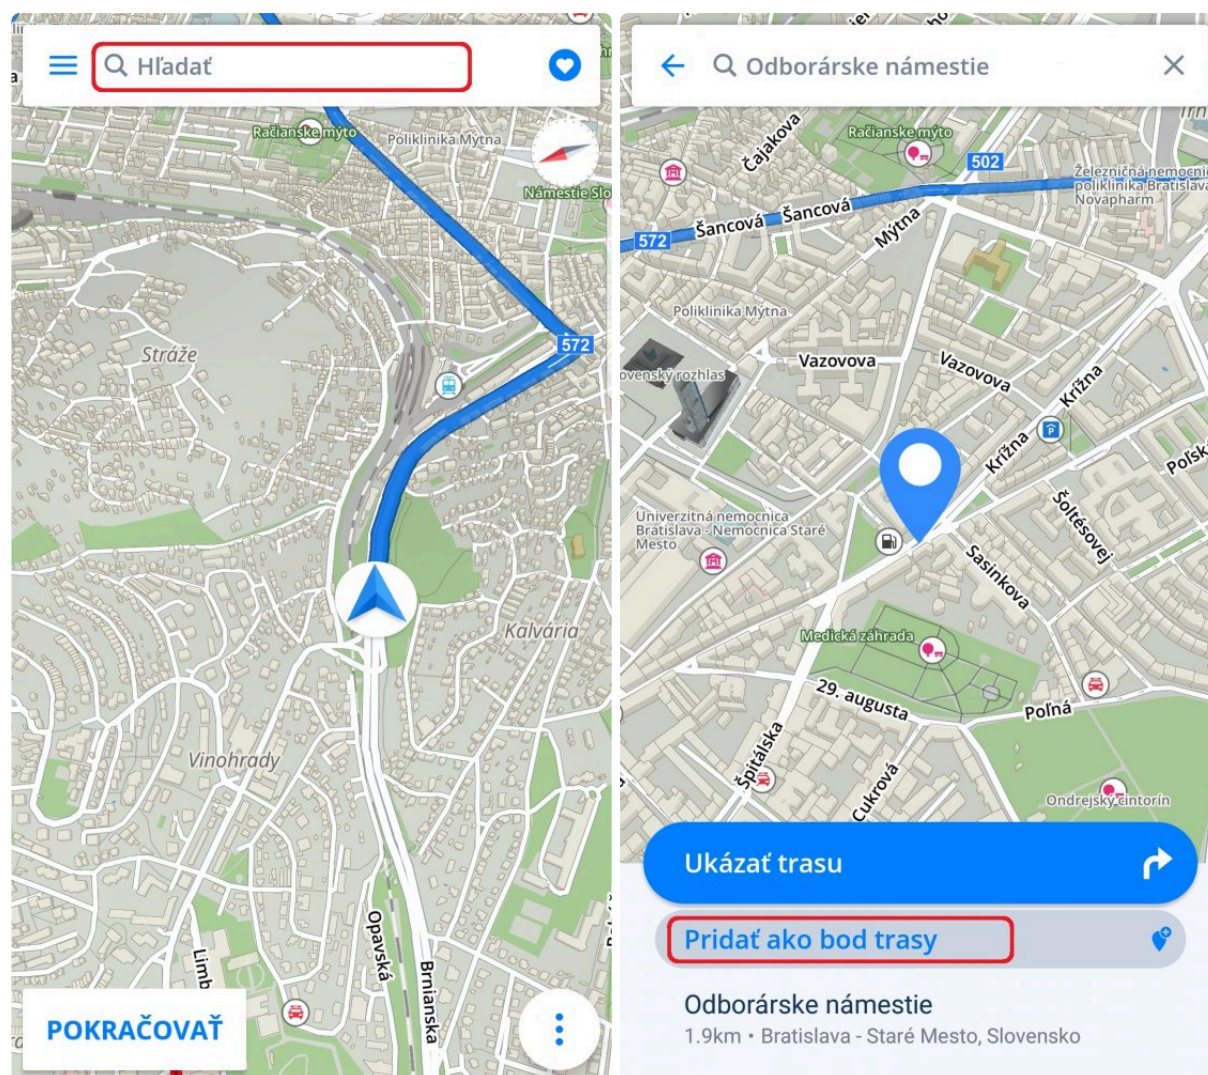 Hľadať
Račianske mýto
Poliklinika Mýtna
Námestie Slo
572
Stráže
Kalvária
Vinohrady
Opavská
Brnianska
Limb
POKRAČOVAŤ
Odborárske námestie
Čajakova
Račianske mýto
502
Železničná nemocni
poliklinika Bratislava
Novapharm
Šancová
Šancová
572
Mýtna
Poliklinika Mýtna
Vazovova
Vazovova
ovenský rozhlas
Krížna
Krížna
P
Poľsk
Univerzitná nemocnica
Bratislava - Nemocnica Staré
Mesto
Šoltésovej
Sasinkova
Medická záhrada
29. augusta
Poľná
Špitálska
Cukrová
Ondrejský cintorín
Ukázať trasu
Pridať ako bod trasy
Odborárske námestie
1.9km • Bratislava - Staré Mesto, Slovensko